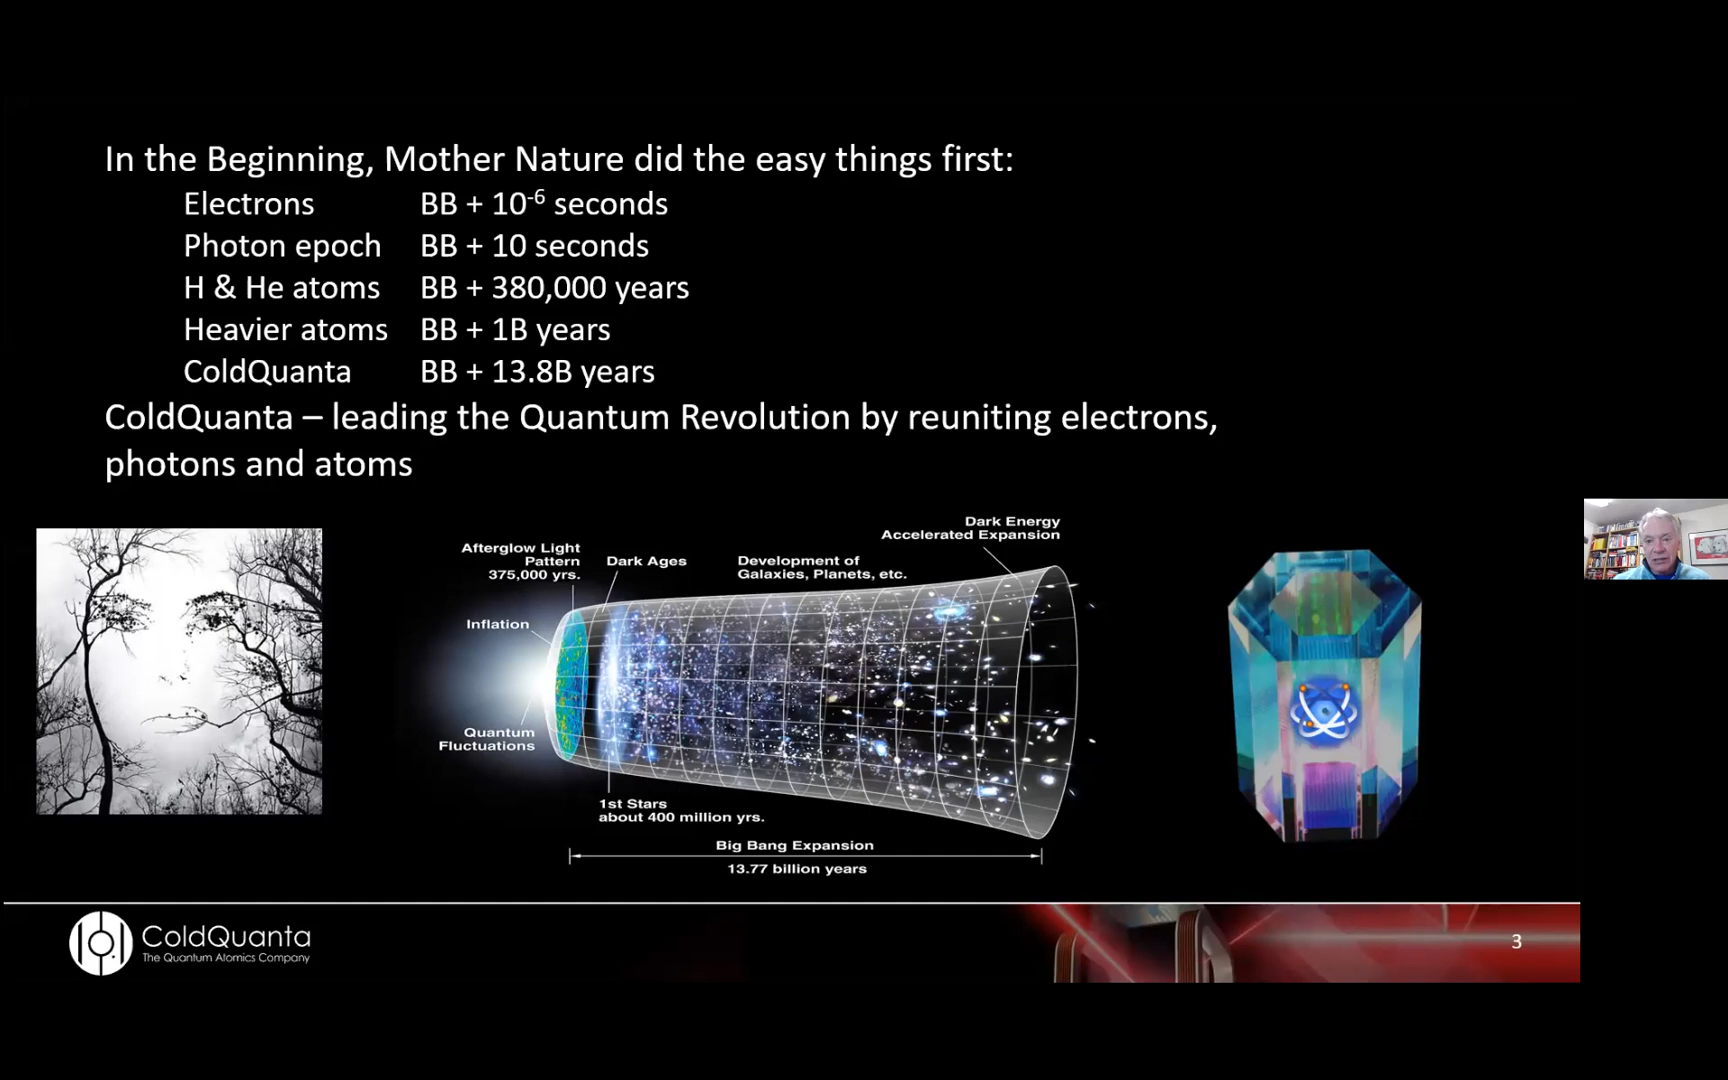 In the Beginning, Mother Nature did the easy things first:
Electrons BB + 10⁻⁶ seconds
Photon epoch BB + 10 seconds
H & He atoms BB + 380,000 years
Heavier atoms BB + 1B years
ColdQuanta BB + 13.8B years
ColdQuanta – leading the Quantum Revolution by reuniting electrons,
photons and atoms
Dark Energy
Accelerated Expansion
Afterglow Light
Pattern
375,000 yrs.
Dark Ages
Development of
Galaxies, Planets, etc.
Inflation
Quantum
Fluctuations
1st Stars
about 400 million yrs.
Big Bang Expansion
13.77 billion years
ColdQuanta
The Quantum Atomics Company
3